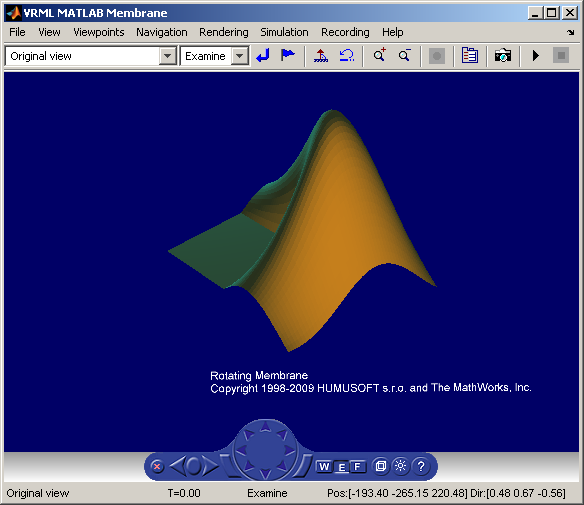 VRML MATLAB Membrane
File View Viewpoints Navigation Rendering Simulation Recording Help
Original view Examine
Rotating Membrane
Copyright 1998-2009 HUMUSOFT s.r.o. and The MathWorks, Inc.
W E F ?
Original view T=0.00 Examine Pos:[-193.40 -265.15 220.48] Dir:[0.48 0.67 -0.56]